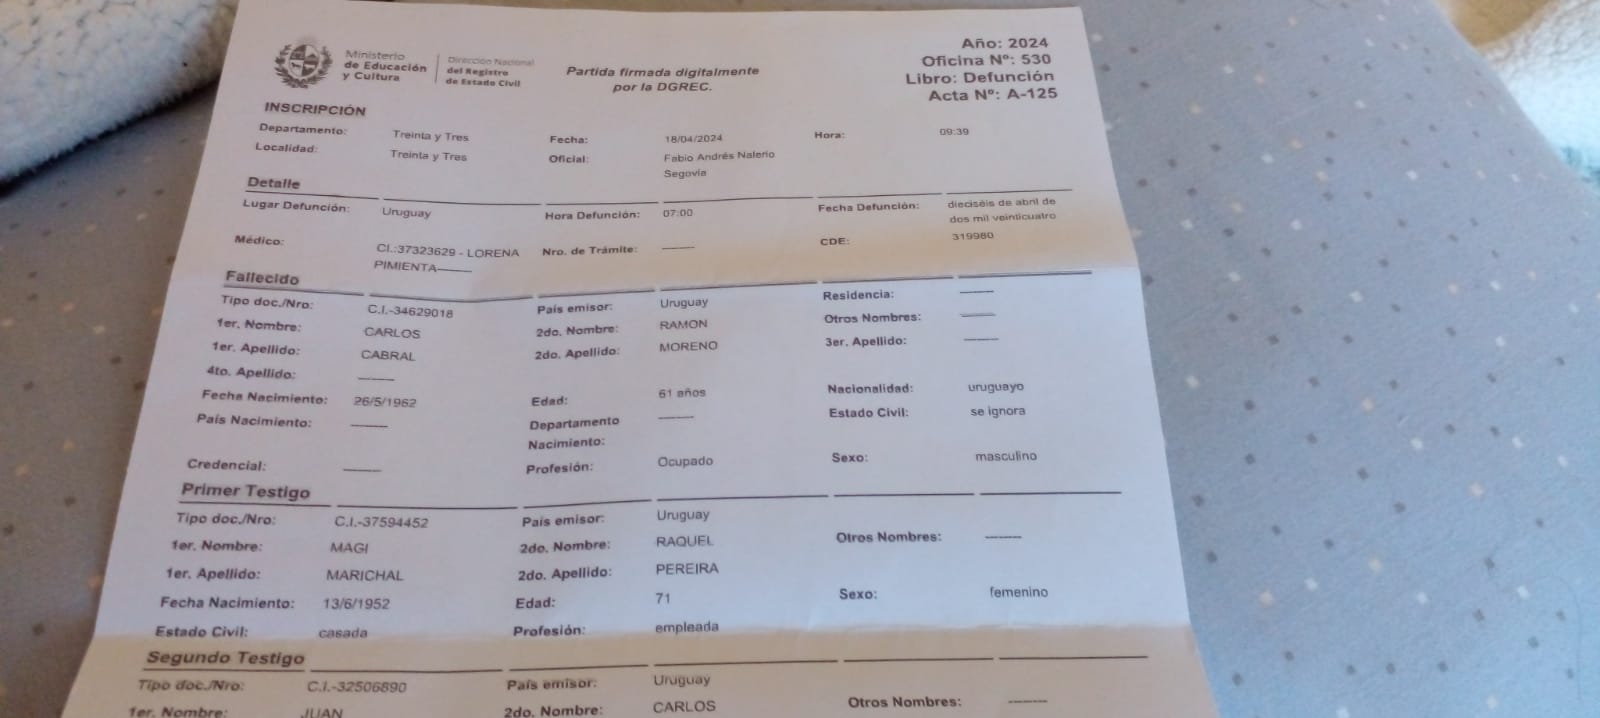 Ministerio
de Educación
y Cultura
Dirección Nacional
del Registro
de Estado Civil
Partida firmada digitalmente
por la DGREC.
Año: 2024
Oficina Nº: 530
Libro: Defunción
Acta Nº: A-125
INSCRIPCIÓN
Departamento: Treinta y Tres Fecha: 18/04/2024 Hora: 09:39
Localidad: Treinta y Tres Oficial: Fabio Andrés Nalerio
Segovia
Detalle
Lugar Defunción: Uruguay Hora Defunción: 07:00 Fecha Defunción: dieciséis de abril de
dos mil veinticuatro
Médico: CI.:37323629 - LORENA Nro. de Trámite: ------- CDE: 319980
PIMIENTA-------
Fallecido
Tipo doc./Nro: C.I.-34629018 País emisor: Uruguay Residencia: -------
1er. Nombre: CARLOS 2do. Nombre: RAMON Otros Nombres: -------
1er. Apellido: CABRAL 2do. Apellido: MORENO 3er. Apellido: -------
4to. Apellido: -------
Fecha Nacimiento: 26/5/1962 Edad: 61 años Nacionalidad: uruguayo
País Nacimiento: ------- Departamento ------- Estado Civil: se ignora
Nacimiento:
Credencial: ------- Profesión: Ocupado Sexo: masculino
Primer Testigo
Tipo doc./Nro: C.I.-37594452 País emisor: Uruguay
1er. Nombre: MAGI 2do. Nombre: RAQUEL Otros Nombres: -------
1er. Apellido: MARICHAL 2do. Apellido: PEREIRA
Fecha Nacimiento: 13/6/1952 Edad: 71 Sexo: femenino
Estado Civil: casada Profesión: empleada
Segundo Testigo
Tipo doc./Nro: C.I.-32506890 País emisor: Uruguay
1er. Nombre: JUAN 2do. Nombre: CARLOS Otros Nombres: -------